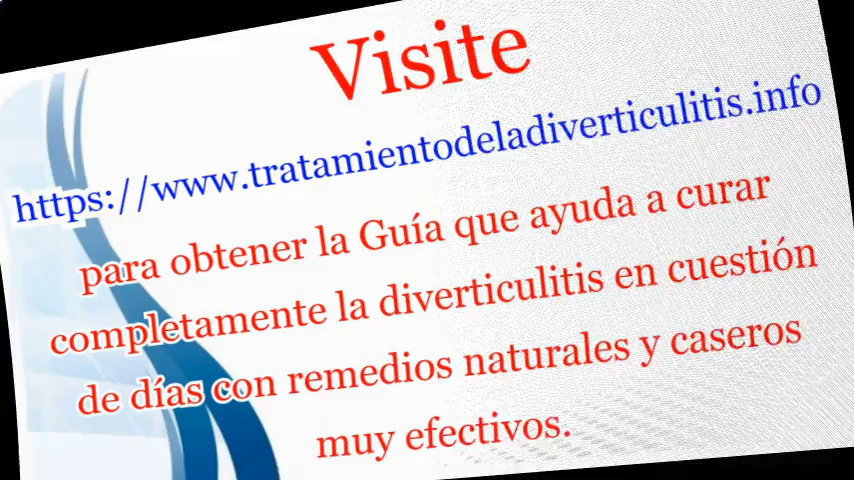 Visite
https://www.tratamientodeladiverticulitis.info
para obtener la Guía que ayuda a curar
completamente la diverticulitis en cuestión
de días con remedios naturales y caseros
muy efectivos.